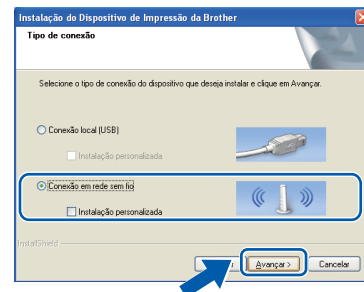 Instalação do Dispositivo de Impressão da Brother
Tipo de conexão
Selecione o tipo de conexão do dispositivo que deseja instalar e clique em Avançar.
Conexão local (USB)
Instalação personalizada
Conexão em rede sem fio
Instalação personalizada
InstallShield
Avançar >
Cancelar